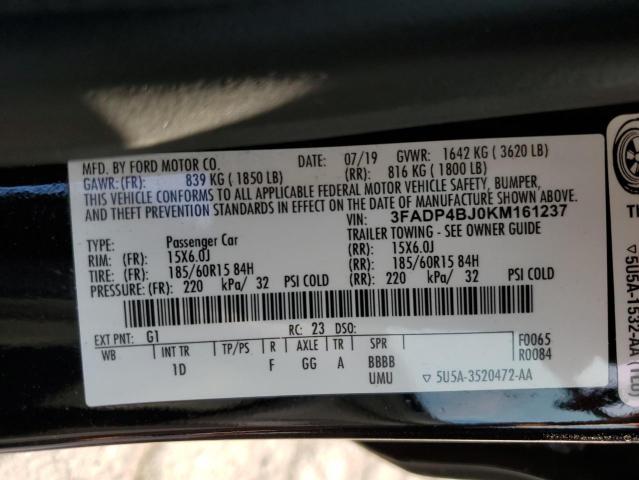 MFD. BY FORD MOTOR CO. DATE: 07/19 GVWR: 1642 KG ( 3620 LB)
GAWR: (FR): 839 KG ( 1850 LB) (RR): 816 KG ( 1800 LB)
THIS VEHICLE CONFORMS TO ALL APPLICABLE FEDERAL MOTOR VEHICLE SAFETY, BUMPER,
AND THEFT PREVENTION STANDARDS IN EFFECT ON THE DATE OF MANUFACTURE SHOWN ABOVE.
VIN: 3FADP4BJ0KM161237
TYPE: Passenger Car TRAILER TOWING - SEE OWNER GUIDE
RIM: (FR): 15X6.0J (RR): 15X6.0J
TIRE: (FR): 185/60R15 84H (RR): 185/60R15 84H
PRESSURE: (FR): 220 kPa/ 32 PSI COLD (RR): 220 kPa/ 32 PSI COLD
EXT PNT: G1 RC: 23 DSO:
WB INT TR TP/PS R AXLE TR SPR F0065
1D F GG A BBBB R0084
UMU ▽ 5U5A-3520472-AA
▽ 5U5A-1532-AA (TLD)